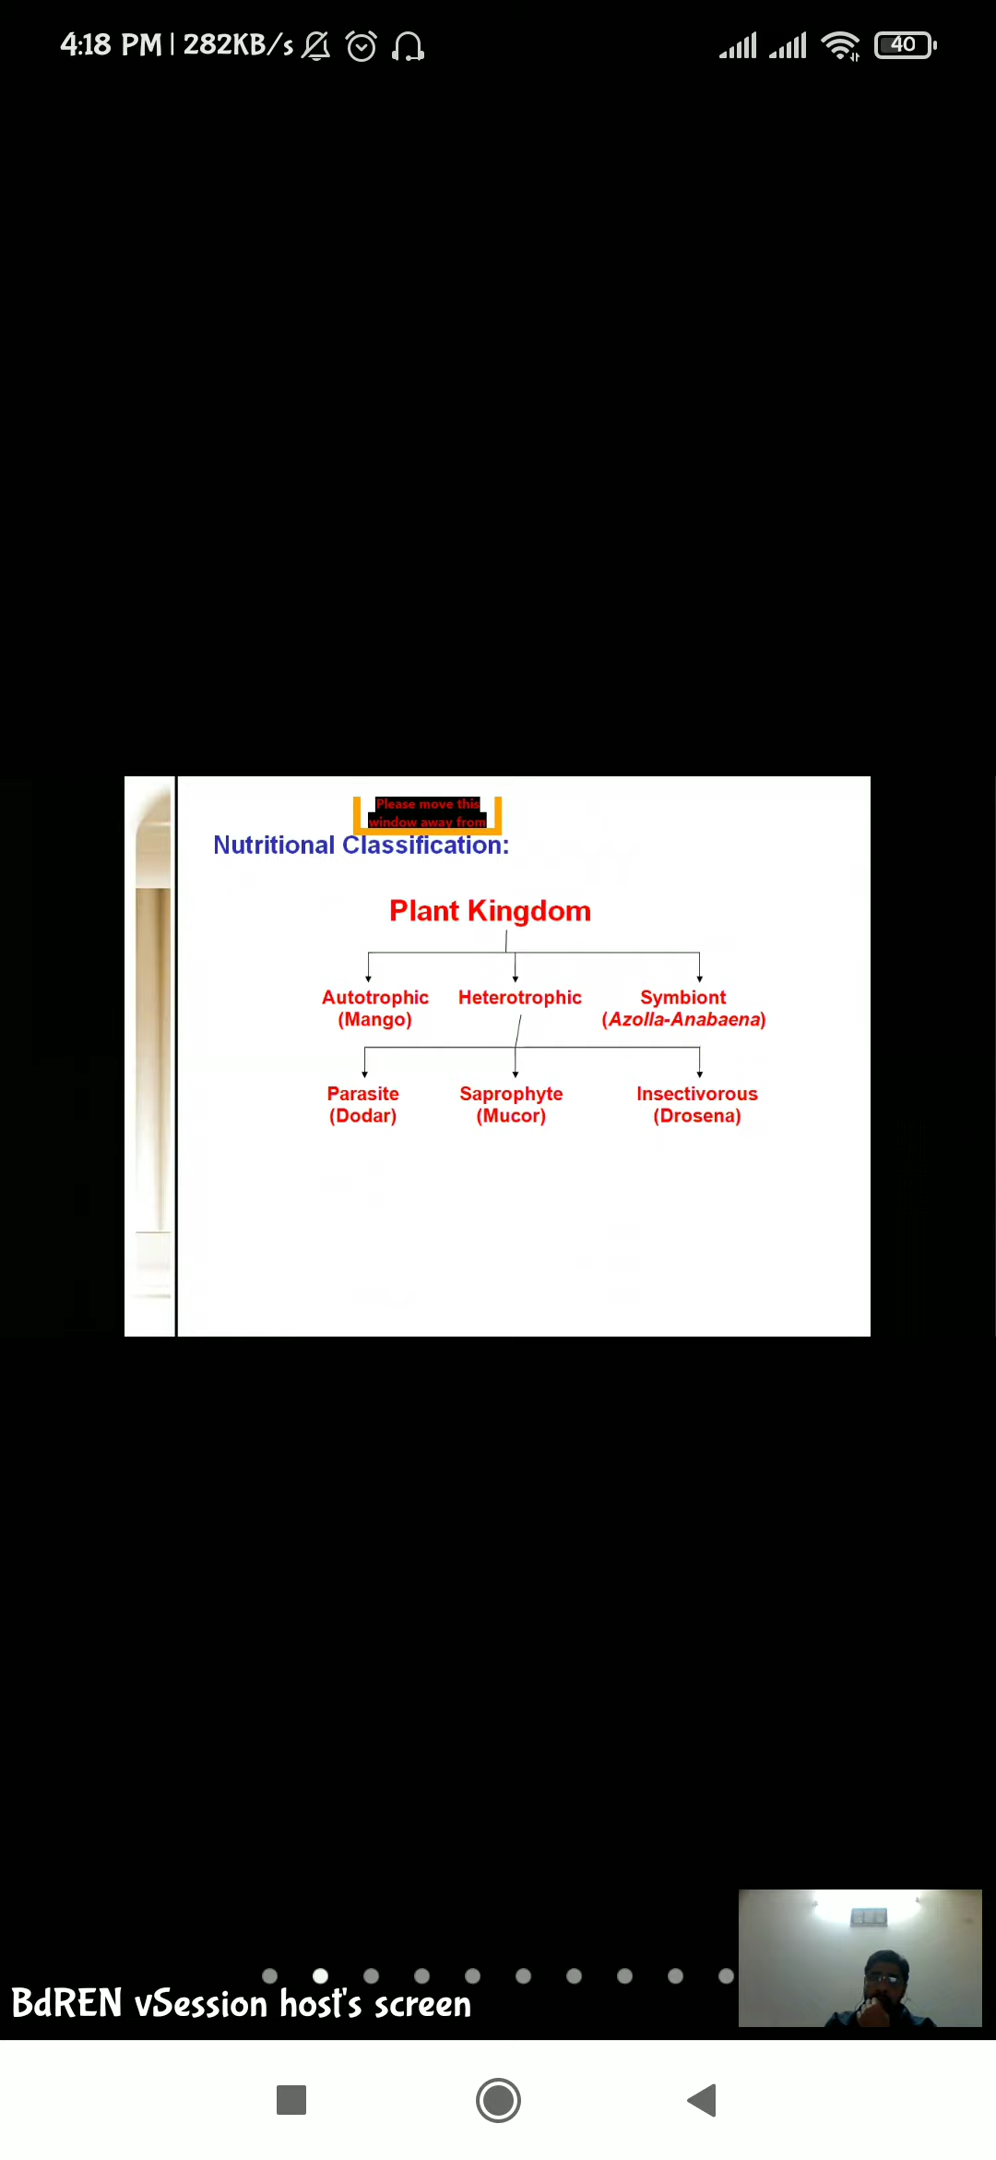 4:18 PM | 282KB/s 40
Please move this
window away from
Nutritional Classification:
Plant Kingdom
Autotrophic Heterotrophic Symbiont
(Mango) (Azolla-Anabaena)
Parasite Saprophyte Insectivorous
(Dodar) (Mucor) (Drosena)
BdREN vSession host's screen